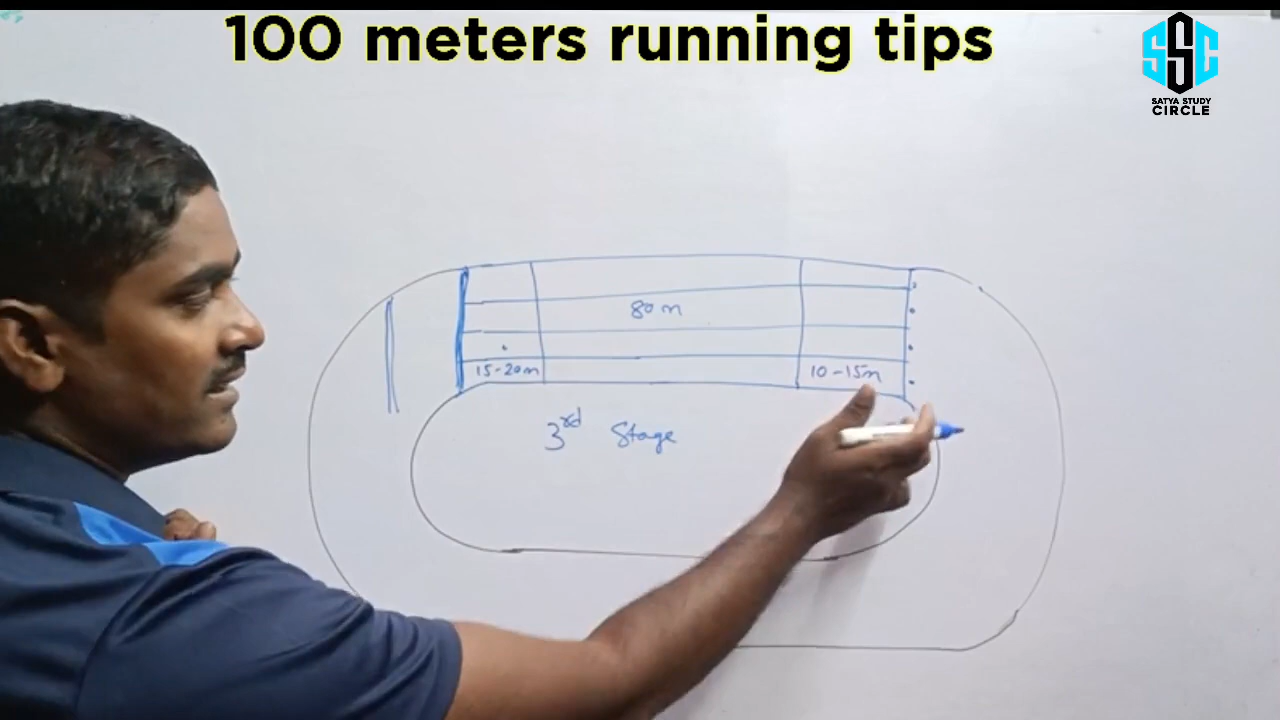 100 meters running tips
SSC
SATYA STUDY
CIRCLE
80 m
15-20m
10-15m
3rd Stage